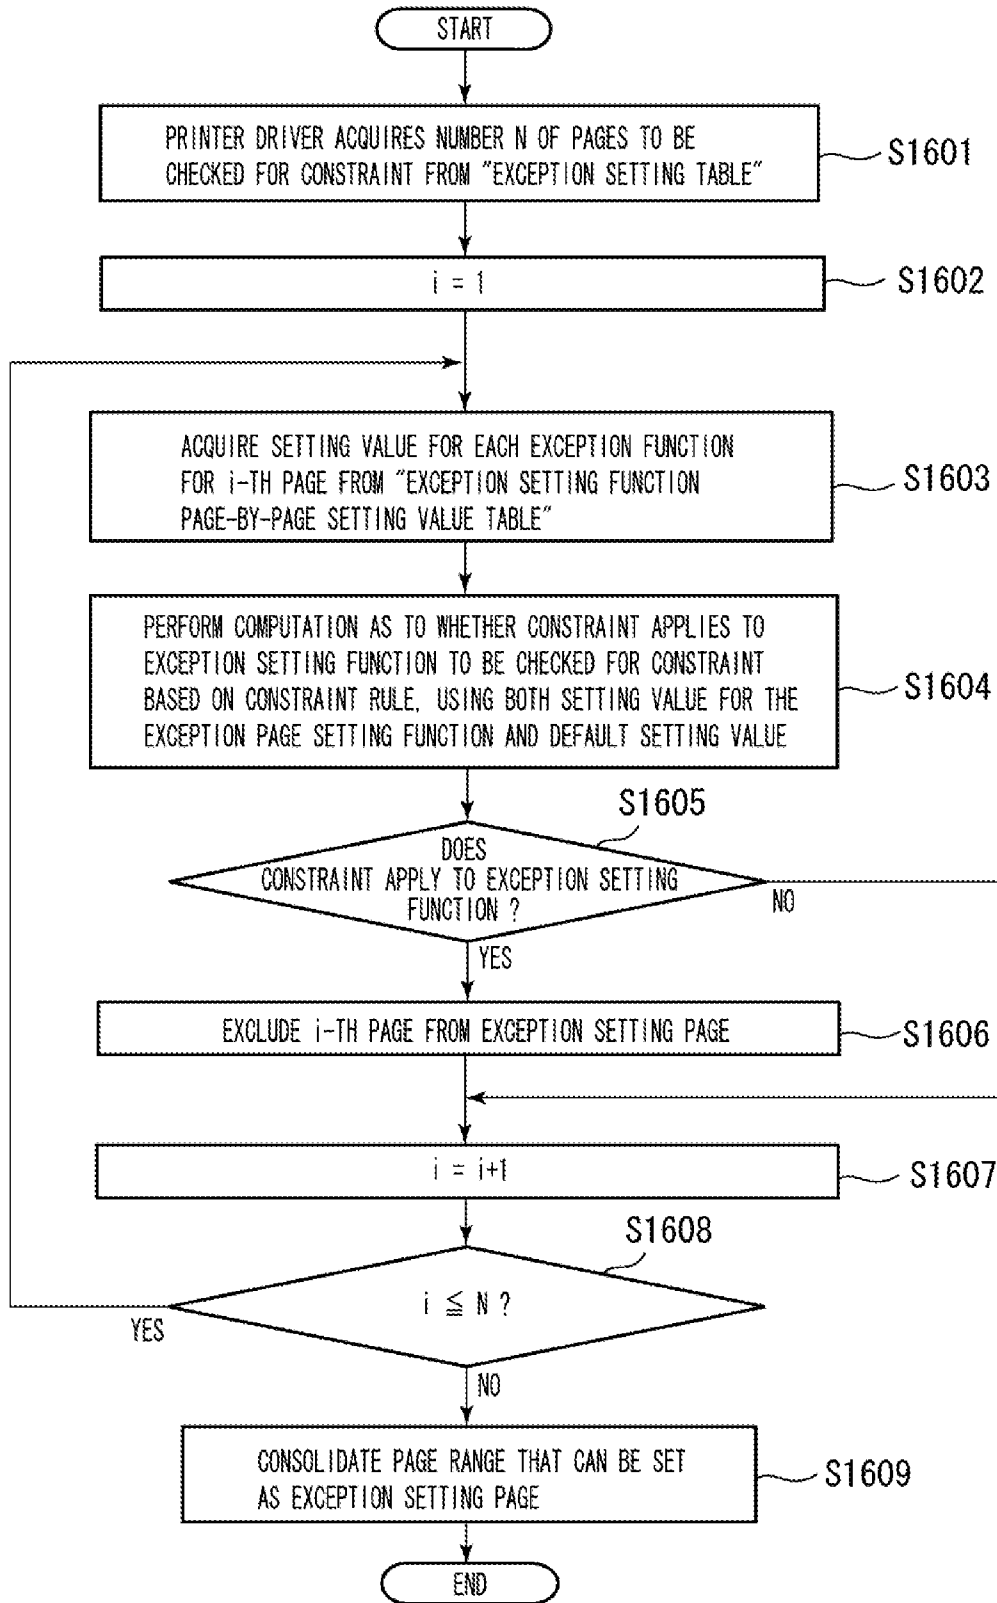 START
PRINTER DRIVER ACQUIRES NUMBER N OF PAGES TO BE
CHECKED FOR CONSTRAINT FROM "EXCEPTION SETTING TABLE"
S1601
i = 1
S1602
ACQUIRE SETTING VALUE FOR EACH EXCEPTION FUNCTION
FOR i-TH PAGE FROM "EXCEPTION SETTING FUNCTION
PAGE-BY-PAGE SETTING VALUE TABLE"
S1603
PERFORM COMPUTATION AS TO WHETHER CONSTRAINT APPLIES TO
EXCEPTION SETTING FUNCTION TO BE CHECKED FOR CONSTRAINT
BASED ON CONSTRAINT RULE, USING BOTH SETTING VALUE FOR THE
EXCEPTION PAGE SETTING FUNCTION AND DEFAULT SETTING VALUE
S1604
S1605
DOES
CONSTRAINT APPLY TO EXCEPTION SETTING
FUNCTION ?
NO
YES
EXCLUDE i-TH PAGE FROM EXCEPTION SETTING PAGE
S1606
i = i+1
S1607
S1608
i ≦ N ?
YES
NO
CONSOLIDATE PAGE RANGE THAT CAN BE SET
AS EXCEPTION SETTING PAGE
S1609
END